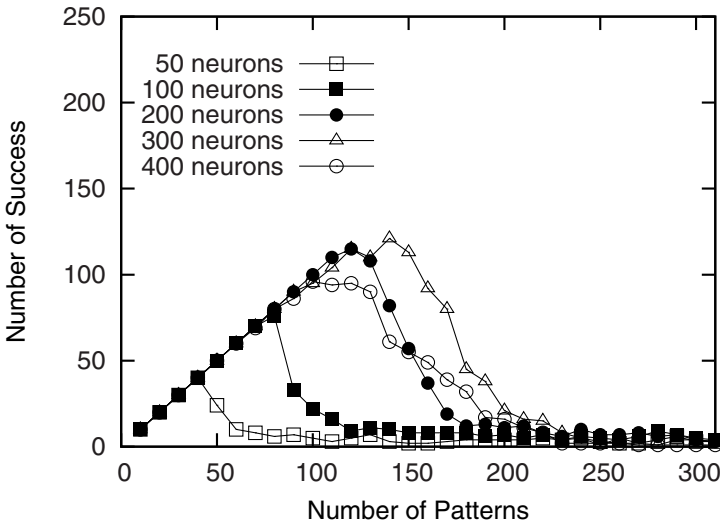 250
200
150
100
50
0
Number of Success
50 neurons
100 neurons
200 neurons
300 neurons
400 neurons
0 50 100 150 200 250 300
Number of Patterns